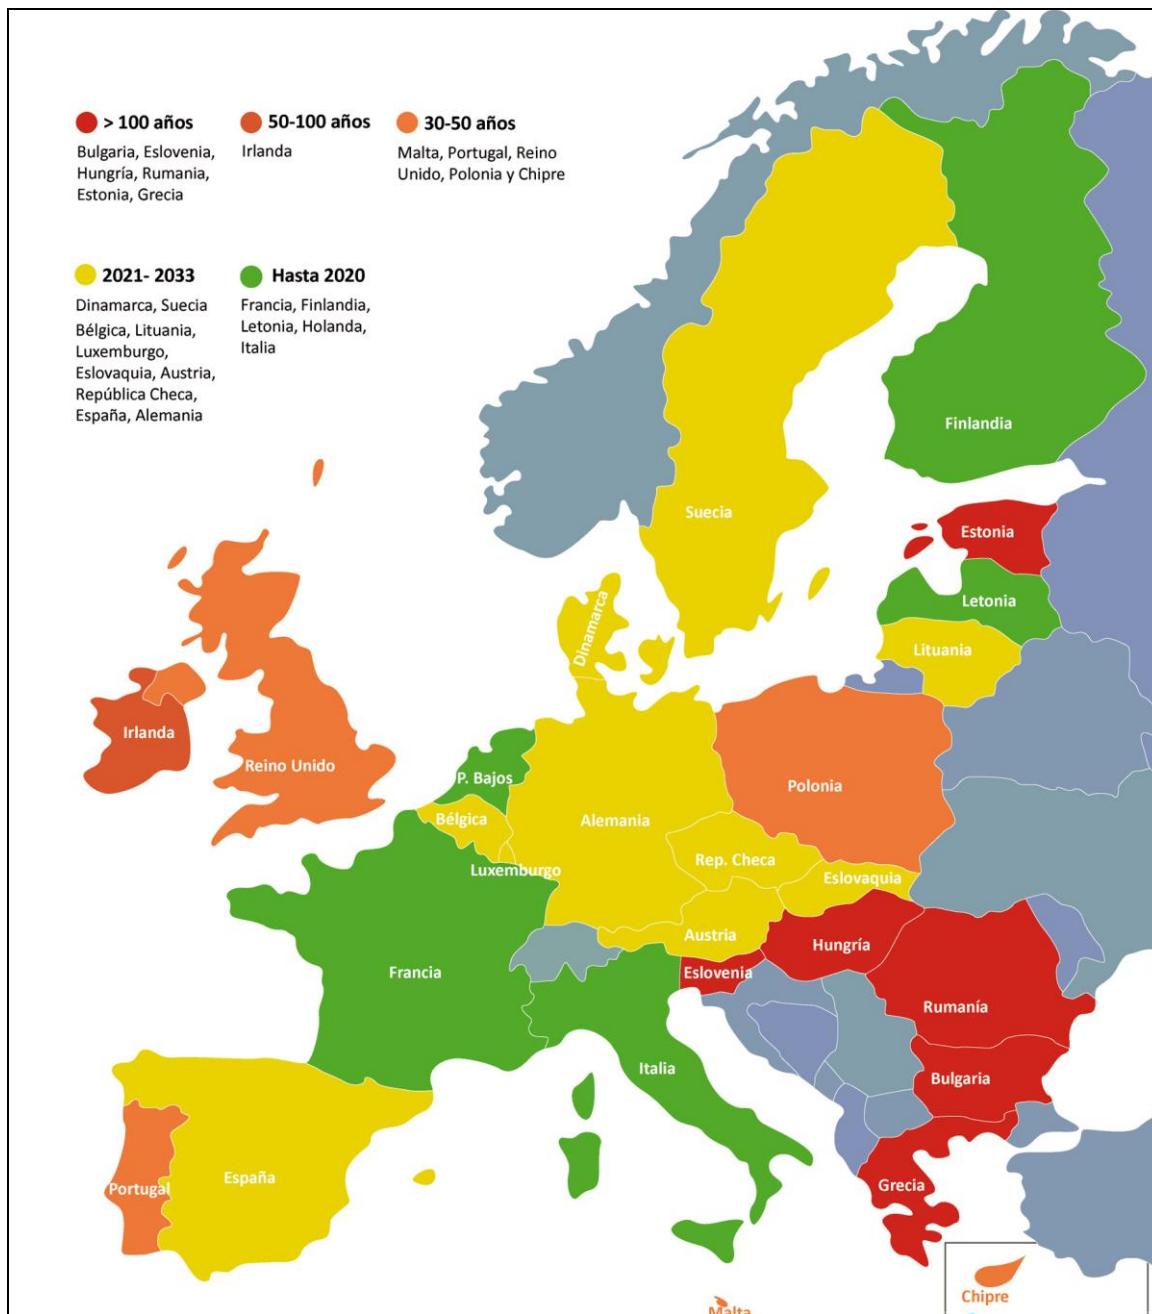 > 100 años
Bulgaria, Eslovenia,
Hungría, Rumania,
Estonia, Grecia
50-100 años
Irlanda
30-50 años
Malta, Portugal, Reino
Unido, Polonia y Chipre
2021- 2033
Dinamarca, Suecia
Bélgica, Lituania,
Luxemburgo,
Eslovaquia, Austria,
República Checa,
España, Alemania
Hasta 2020
Francia, Finlandia,
Letonia, Holanda,
Italia
Finlandia
Suecia
Estonia
Letonia
Dinamarca
Lituania
Irlanda
Reino Unido
P. Bajos
Polonia
Bélgica
Alemania
Rep. Checa
Luxemburgo
Eslovaquia
Austria
Hungría
Francia
Eslovenia
Rumanía
Italia
Bulgaria
España
Portugal
Grecia
Chipre
Malta